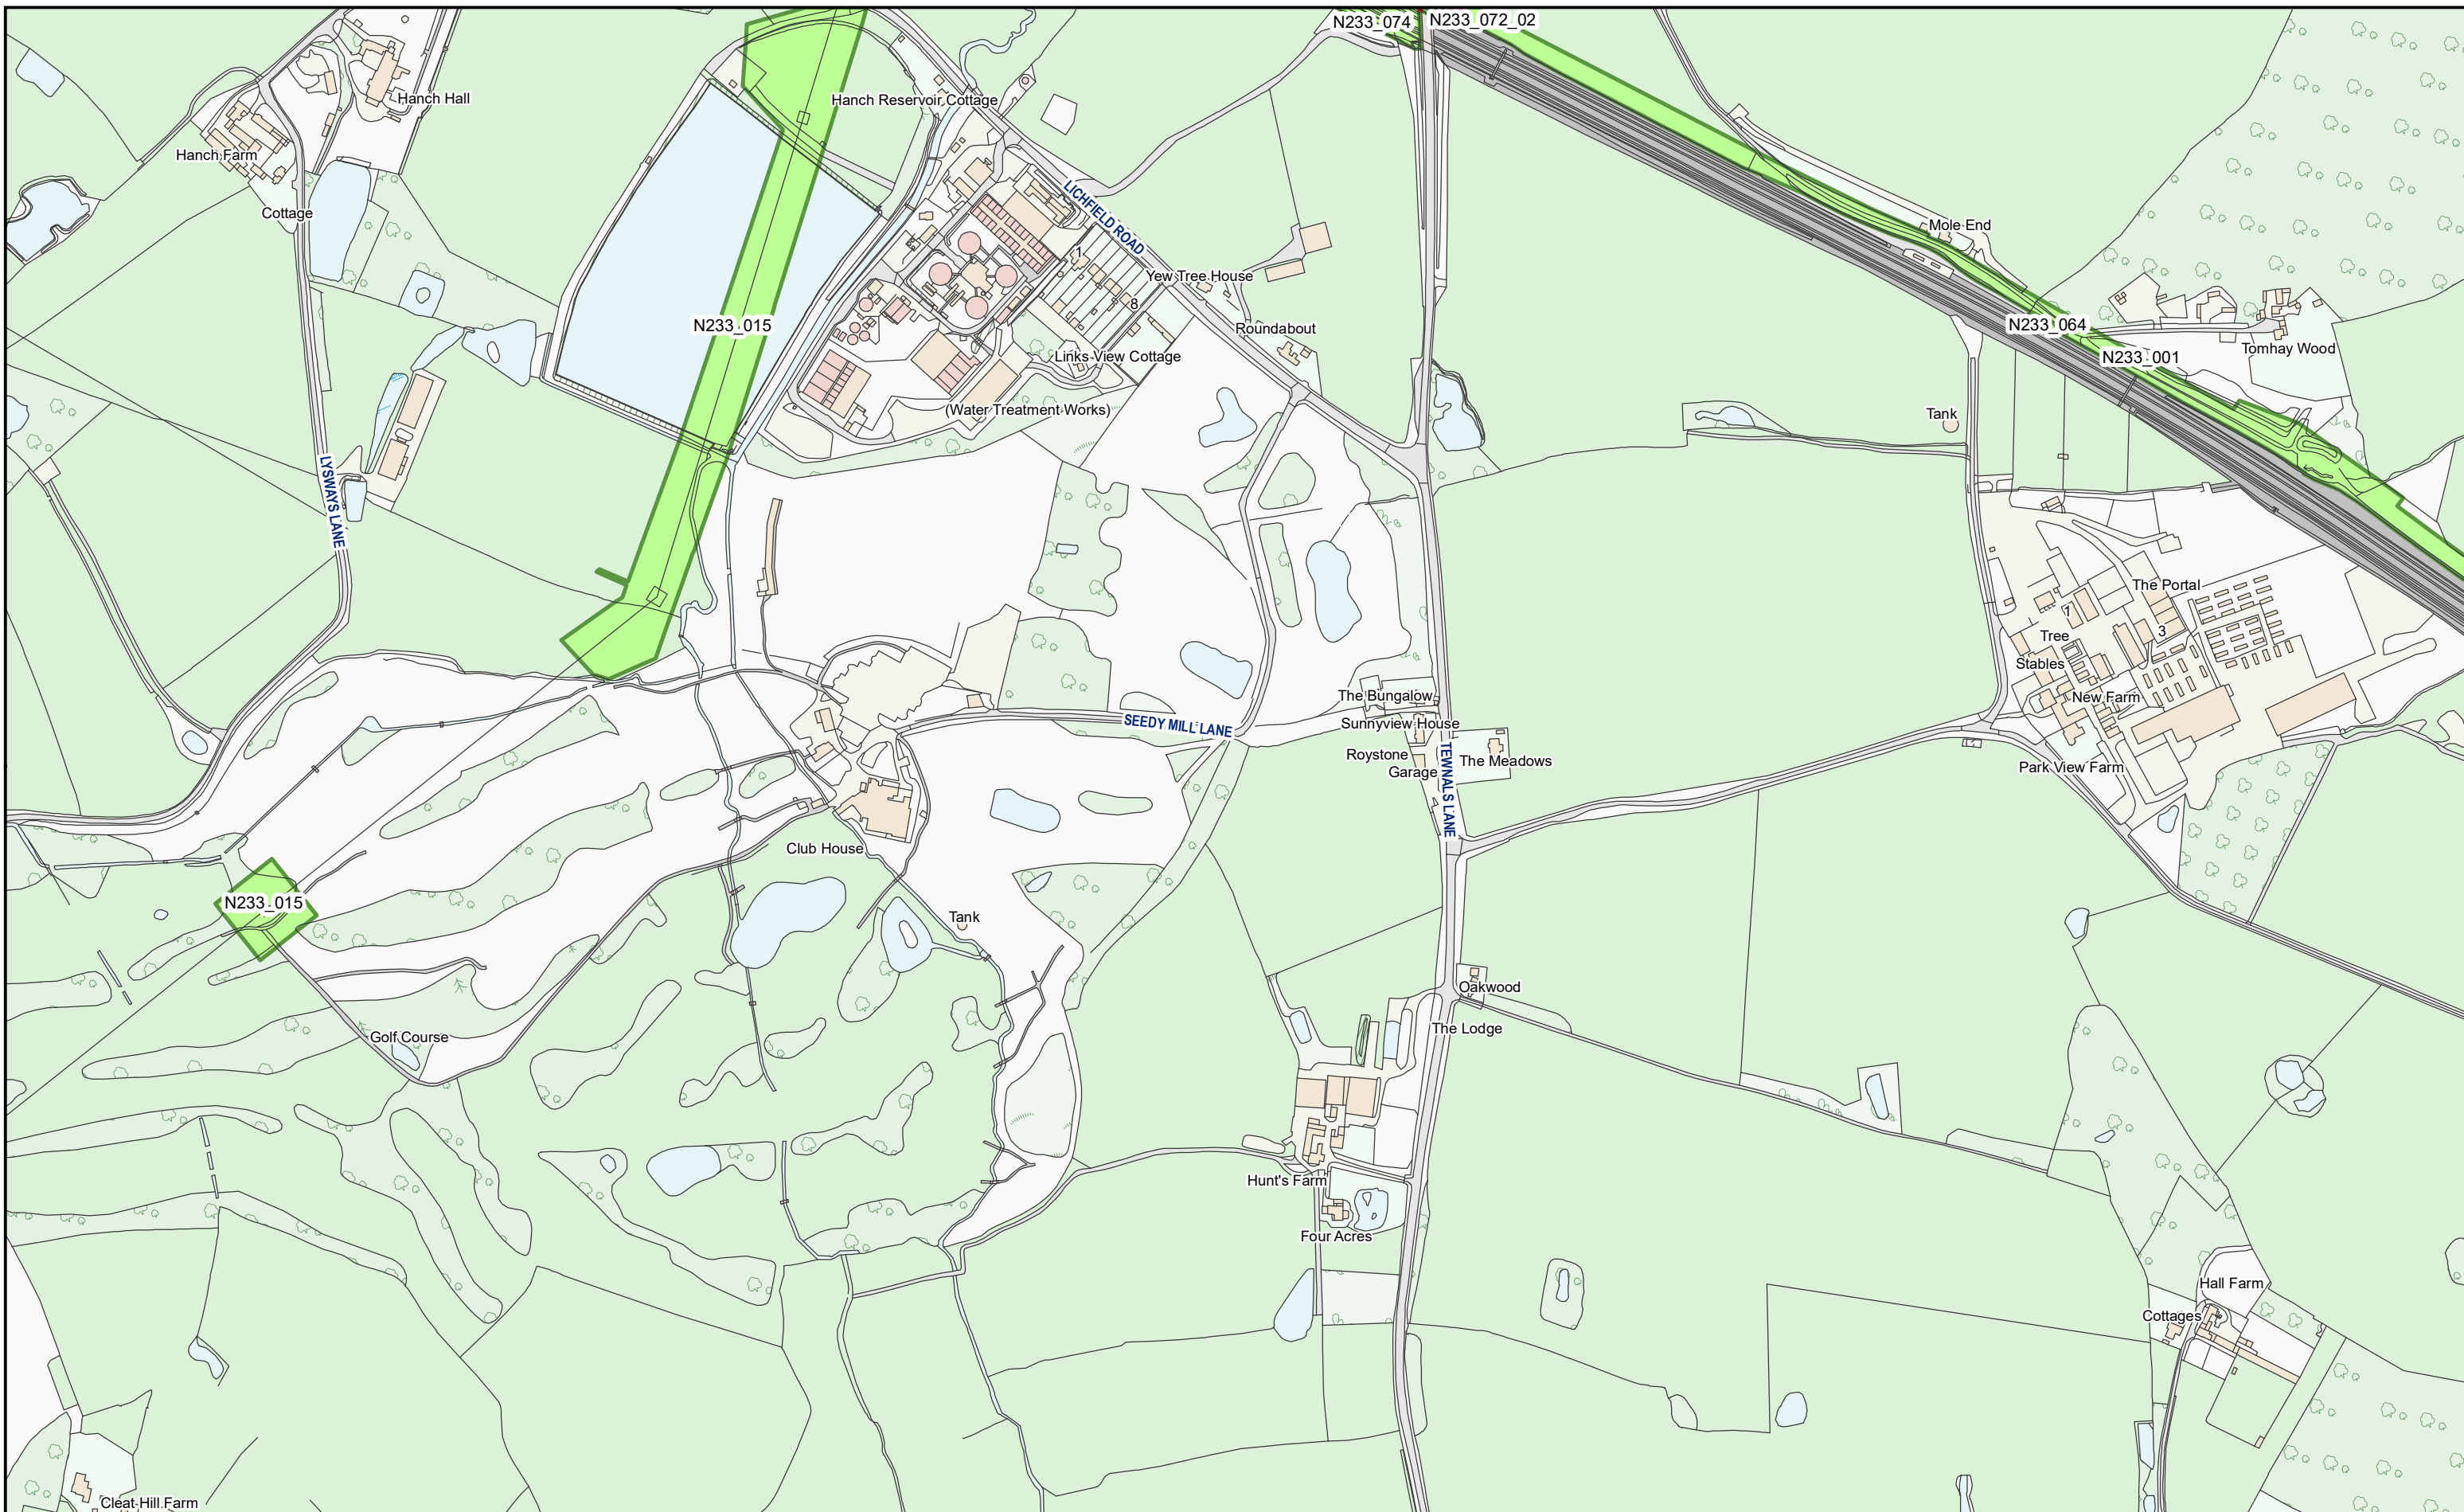 N233_074
N233_072_02
Hanch Hall
Hanch Reservoir Cottage
Hanch Farm
Cottage
LICHFIELD ROAD
Mole End
1
Yew Tree House
8
N233_015
Roundabout
N233_064
Tomhay Wood
N233_001
Links View Cottage
(Water Treatment Works)
Tank
LYSWAYS LANE
The Portal
1
3
Tree
Stables
New Farm
The Bungalow
Sunnyview House
SEEDY MILL LANE
Roystone
Garage
The Meadows
TEWNALS LANE
Park View Farm
Club House
N233_015
Tank
Oakwood
The Lodge
Golf Course
Hunt's Farm
Four Acres
Hall Farm
Cottages
Cleat Hill Farm